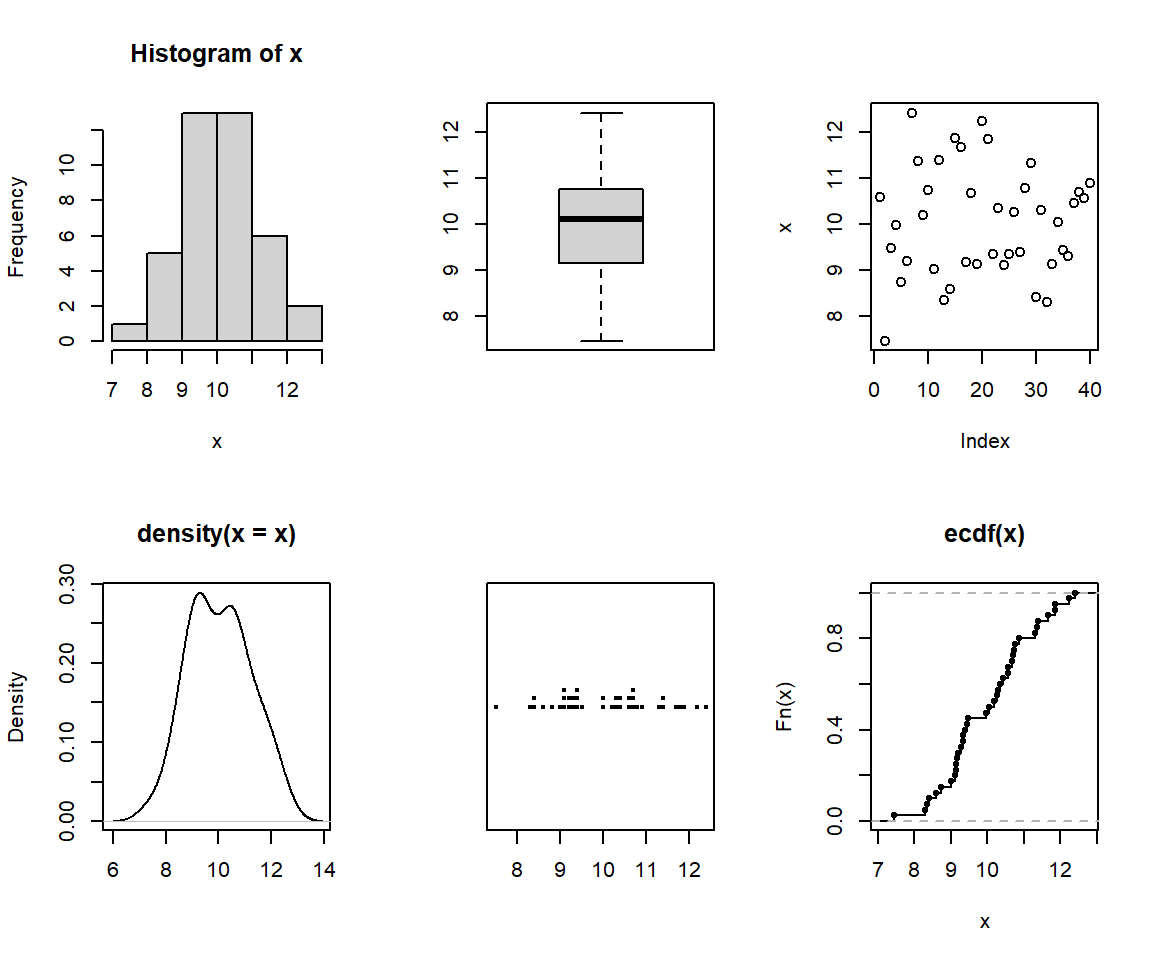 Histogram of x
Frequency
0 2 4 6 8 10
7 8 9 10 12
x
8 9 10 11 12
x
8 9 10 11 12
0 10 20 30 40
Index
density(x = x)
Density
0.00 0.10 0.20 0.30
6 8 10 12 14
8 9 10 11 12
ecdf(x)
Fn(x)
0.0 0.4 0.8
7 8 9 10 12
x